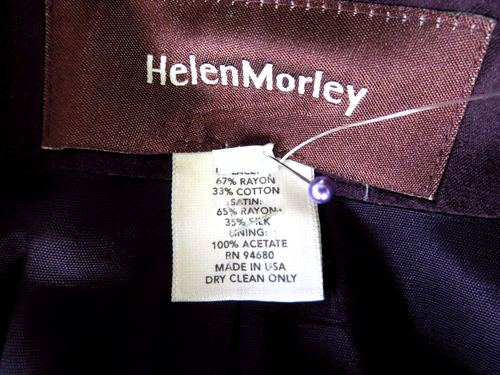 HelenMorley
LACE:
67% RAYON
33% COTTON
SATIN:
65% RAYON
35% SILK
LINING:
100% ACETATE
RN 94680
MADE IN USA
DRY CLEAN ONLY